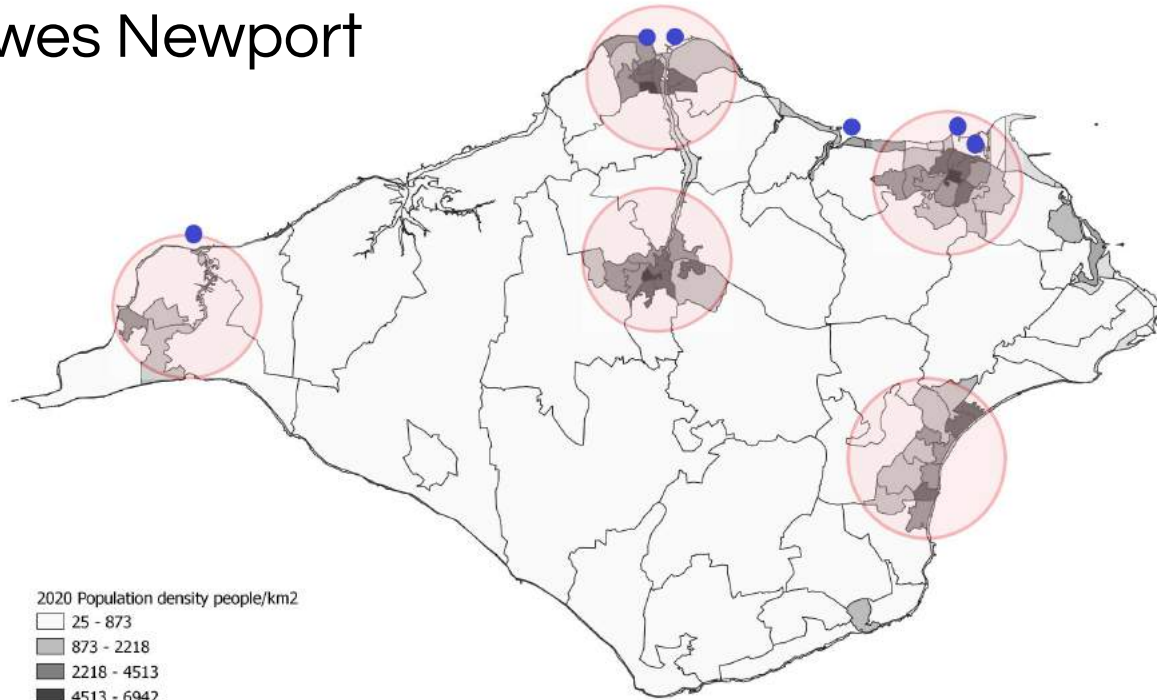 wes Newport
2020 Population density people/km2
25 - 873
873 - 2218
2218 - 4513
4513 - 6942